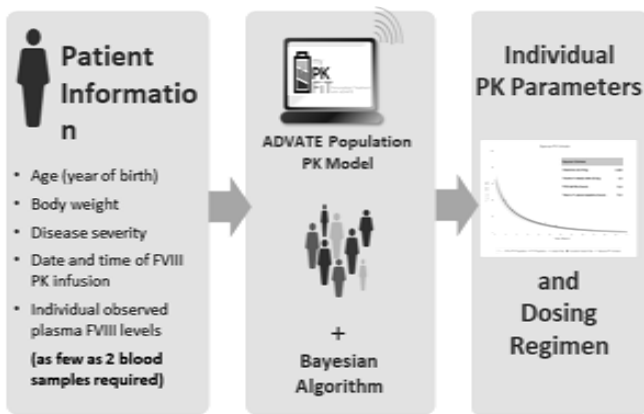 Patient
Informatio
n
• Age (year of birth)
• Body weight
• Disease severity
• Date and time of FVIII
PK infusion
• Individual observed
plasma FVIII levels
(as few as 2 blood
samples required)
PK
FiT
ADVATE Population
PK Model
+
Bayesian
Algorithm
Individual
PK Parameters
and
Dosing
Regimen